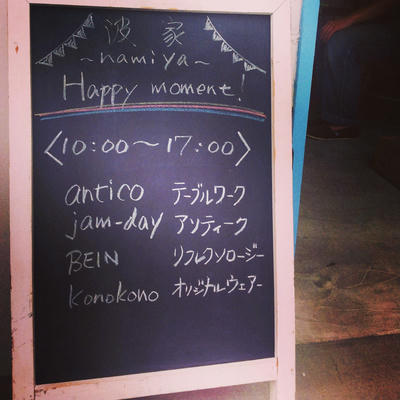 波家
~namiya~
Happy moment!
<10:00~17:00>
antico テーブルワーク
jam-day アンティーク
BEIN リフレクソロジー
konokono オリジナルウェアー